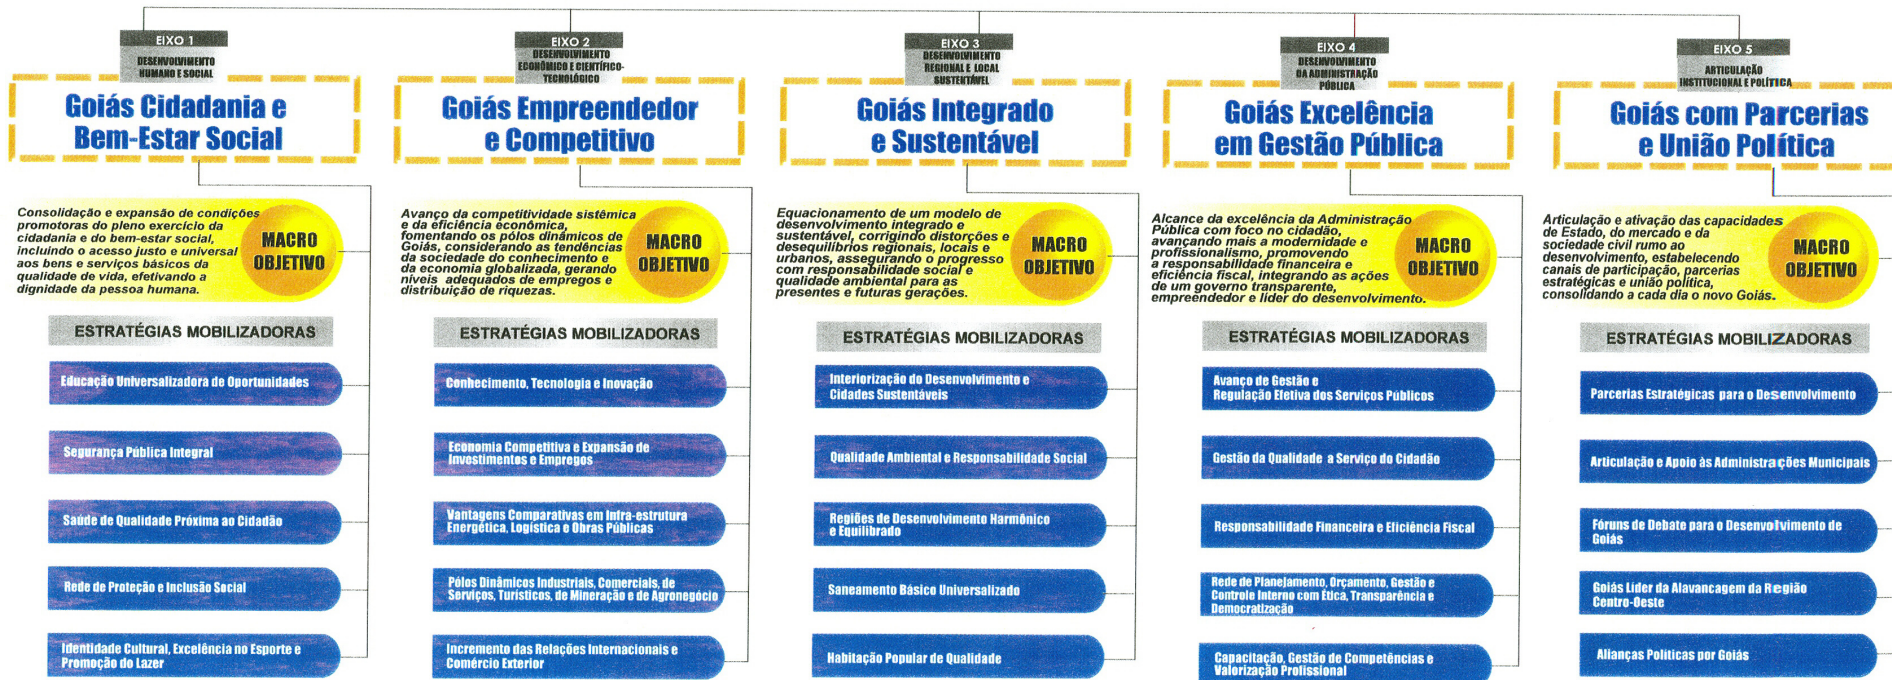 EIXO 1
DESENVOLVIMENTO
HUMANO E SOCIAL
Goiás Cidadania e
Bem-Estar Social
Consolidação e expansão de condições
promotoras do pleno exercício da
cidadania e do bem-estar social,
incluindo o acesso justo e universal
aos bens e serviços básicos da
qualidade de vida, efetivando a
dignidade da pessoa humana.
MACRO
OBJETIVO
ESTRATÉGIAS MOBILIZADORAS
Educação Universalizadora de Oportunidades
Segurança Pública Integral
Saúde de Qualidade Próxima ao Cidadão
Rede de Proteção e Inclusão Social
Identidade Cultural, Excelência no Esporte e
Promoção do Lazer
EIXO 2
DESENVOLVIMENTO
ECONÔMICO E CIENTÍFICO-
TECNOLÓGICO
Goiás Empreendedor
e Competitivo
Avanço da competitividade sistêmica
e da eficiência econômica,
fomentando os pólos dinâmicos de
Goiás, considerando as tendências
da sociedade do conhecimento e
da economia globalizada, gerando
níveis adequados de empregos e
distribuição de riquezas.
MACRO
OBJETIVO
ESTRATÉGIAS MOBILIZADORAS
Conhecimento, Tecnologia e Inovação
Economia Competitiva e Expansão de
Investimentos e Empregos
Vantagens Comparativas em Infra-estrutura
Energética, Logística e Obras Públicas
Pólos Dinâmicos Industriais, Comerciais, de
Serviços, Turísticos, de Mineração e de Agronegócio
Incremento das Relações Internacionais e
Comércio Exterior
EIXO 3
DESENVOLVIMENTO
REGIONAL E LOCAL
SUSTENTÁVEL
Goiás Integrado
e Sustentável
Equacionamento de um modelo de
desenvolvimento integrado e
sustentável, corrigindo distorções e
desequilíbrios regionais, locais e
urbanos, assegurando o progresso
com responsabilidade social e
qualidade ambiental para as
presentes e futuras gerações.
MACRO
OBJETIVO
ESTRATÉGIAS MOBILIZADORAS
Interiorização do Desenvolvimento e
Cidades Sustentáveis
Qualidade Ambiental e Responsabilidade Social
Regiões de Desenvolvimento Harmônico
e Equilibrado
Saneamento Básico Universalizado
Habitação Popular de Qualidade
EIXO 4
DESENVOLVIMENTO
DA ADMINISTRAÇÃO
PÚBLICA
Goiás Excelência
em Gestão Pública
Alcance da excelência da Administração
Pública com foco no cidadão,
avançando mais a modernidade e
profissionalismo, promovendo
a responsabilidade financeira e
eficiência fiscal, integrando as ações
de um governo transparente,
empreendedor e líder do desenvolvimento.
MACRO
OBJETIVO
ESTRATÉGIAS MOBILIZADORAS
Avanço de Gestão e
Regulação Efetiva dos Serviços Públicos
Gestão da Qualidade a Serviço do Cidadão
Responsabilidade Financeira e Eficiência Fiscal
Rede de Planejamento, Orçamento, Gestão e
Controle Interno com Ética, Transparência e
Democratização
Capacitação, Gestão de Competências e
Valorização Profissional
EIXO 5
ARTICULAÇÃO
INSTITUCIONAL E POLÍTICA
Goiás com Parcerias
e União Política
Articulação e ativação das capacidades
de Estado, do mercado e da
sociedade civil rumo ao
desenvolvimento, estabelecendo
canais de participação, parcerias
estratégicas e união política,
consolidando a cada dia o novo Goiás.
MACRO
OBJETIVO
ESTRATÉGIAS MOBILIZADORAS
Parcerias Estratégicas para o Desenvolvimento
Articulação e Apoio às Administrações Municipais
Fóruns de Debate para o Desenvolvimento de
Goiás
Goiás Líder da Alavancagem da Região
Centro-Oeste
Alianças Políticas por Goiás